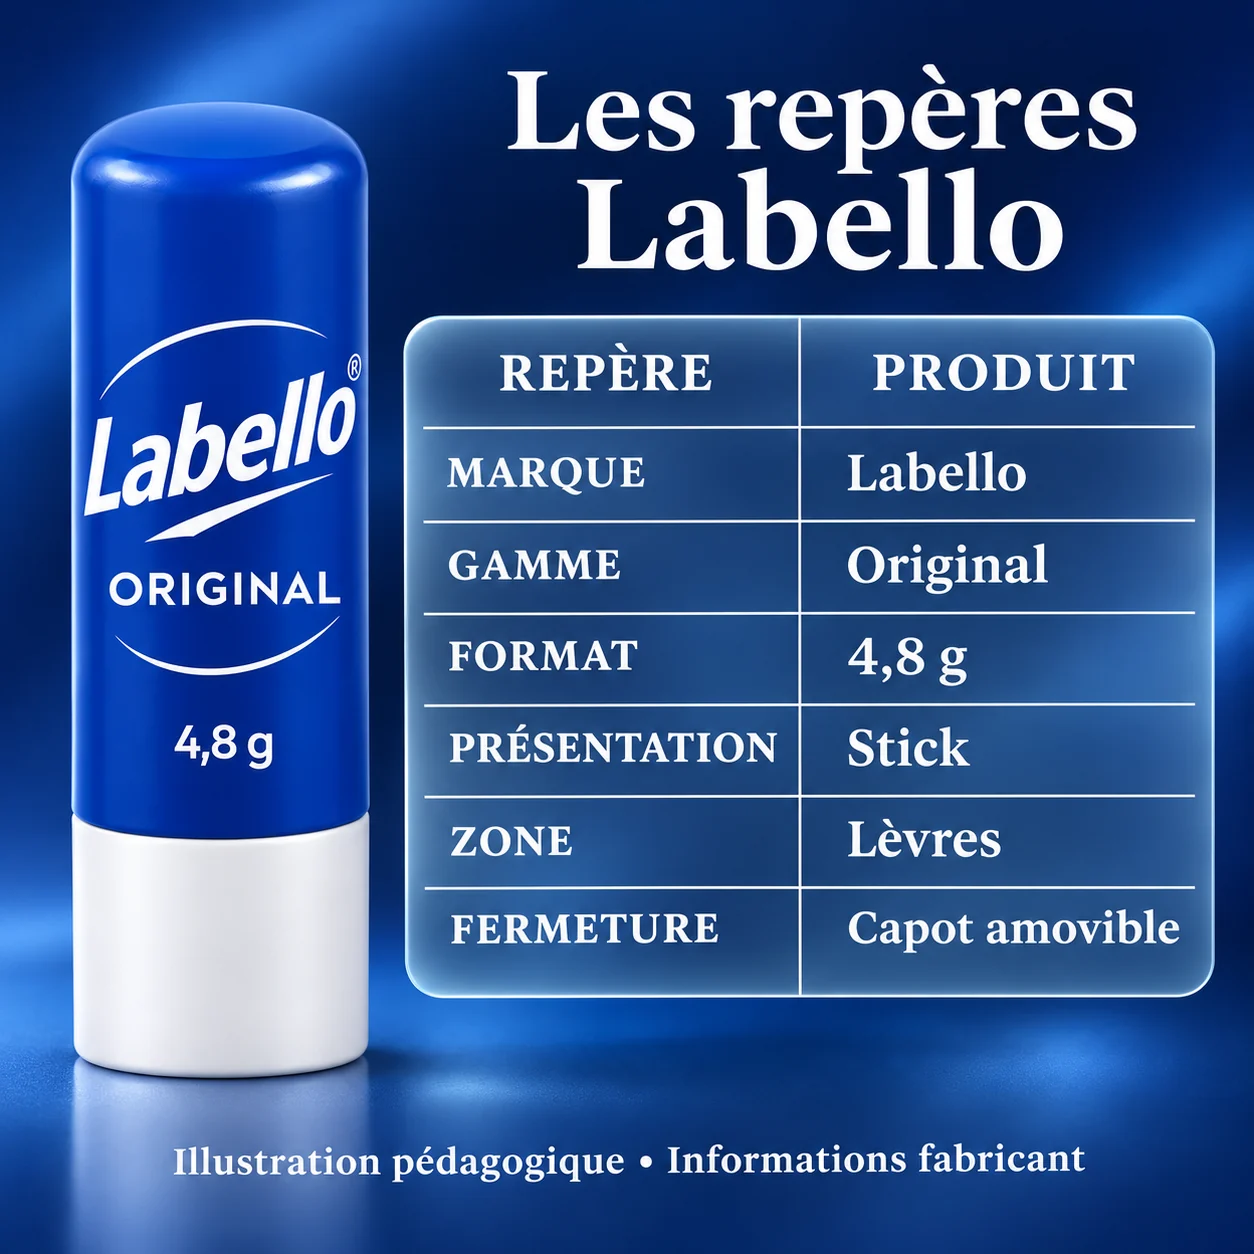 Les repères
Labello
Labello®
ORIGINAL
4,8 g
REPÈRE PRODUIT
MARQUE Labello
GAMME Original
FORMAT 4,8 g
PRÉSENTATION Stick
ZONE Lèvres
FERMETURE Capot amovible
Illustration pédagogique • Informations fabricant